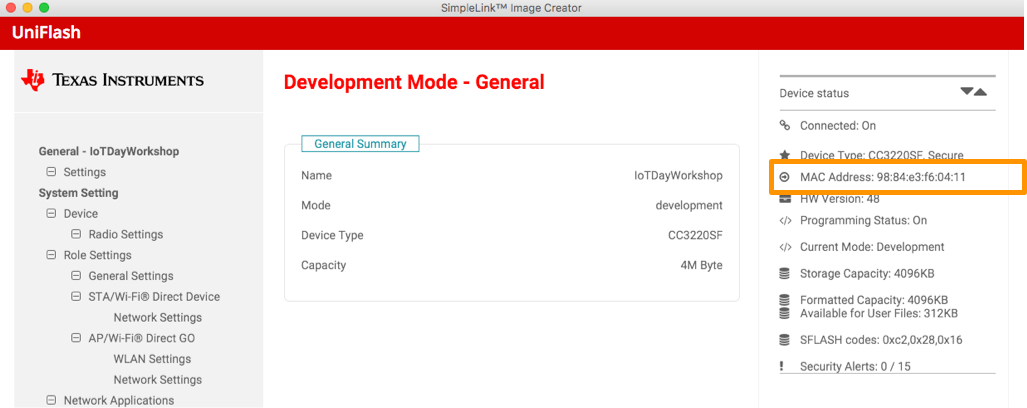 SimpleLink™ Image Creator
UniFlash
TEXAS INSTRUMENTS
General - IoTDayWorkshop
Settings
System Setting
Device
Radio Settings
Role Settings
General Settings
STA/Wi-Fi® Direct Device
Network Settings
AP/Wi-Fi® Direct GO
WLAN Settings
Network Settings
Network Applications
Development Mode - General
General Summary
Name IoTDayWorkshop
Mode development
Device Type CC3220SF
Capacity 4M Byte
Device status
Connected: On
Device Type: CC3220SF, Secure
MAC Address: 98:84:e3:f6:04:11
HW Version: 48
Programming Status: On
Current Mode: Development
Storage Capacity: 4096KB
Formatted Capacity: 4096KB
Available for User Files: 312KB
SFLASH codes: 0xc2,0x28,0x16
Security Alerts: 0 / 15